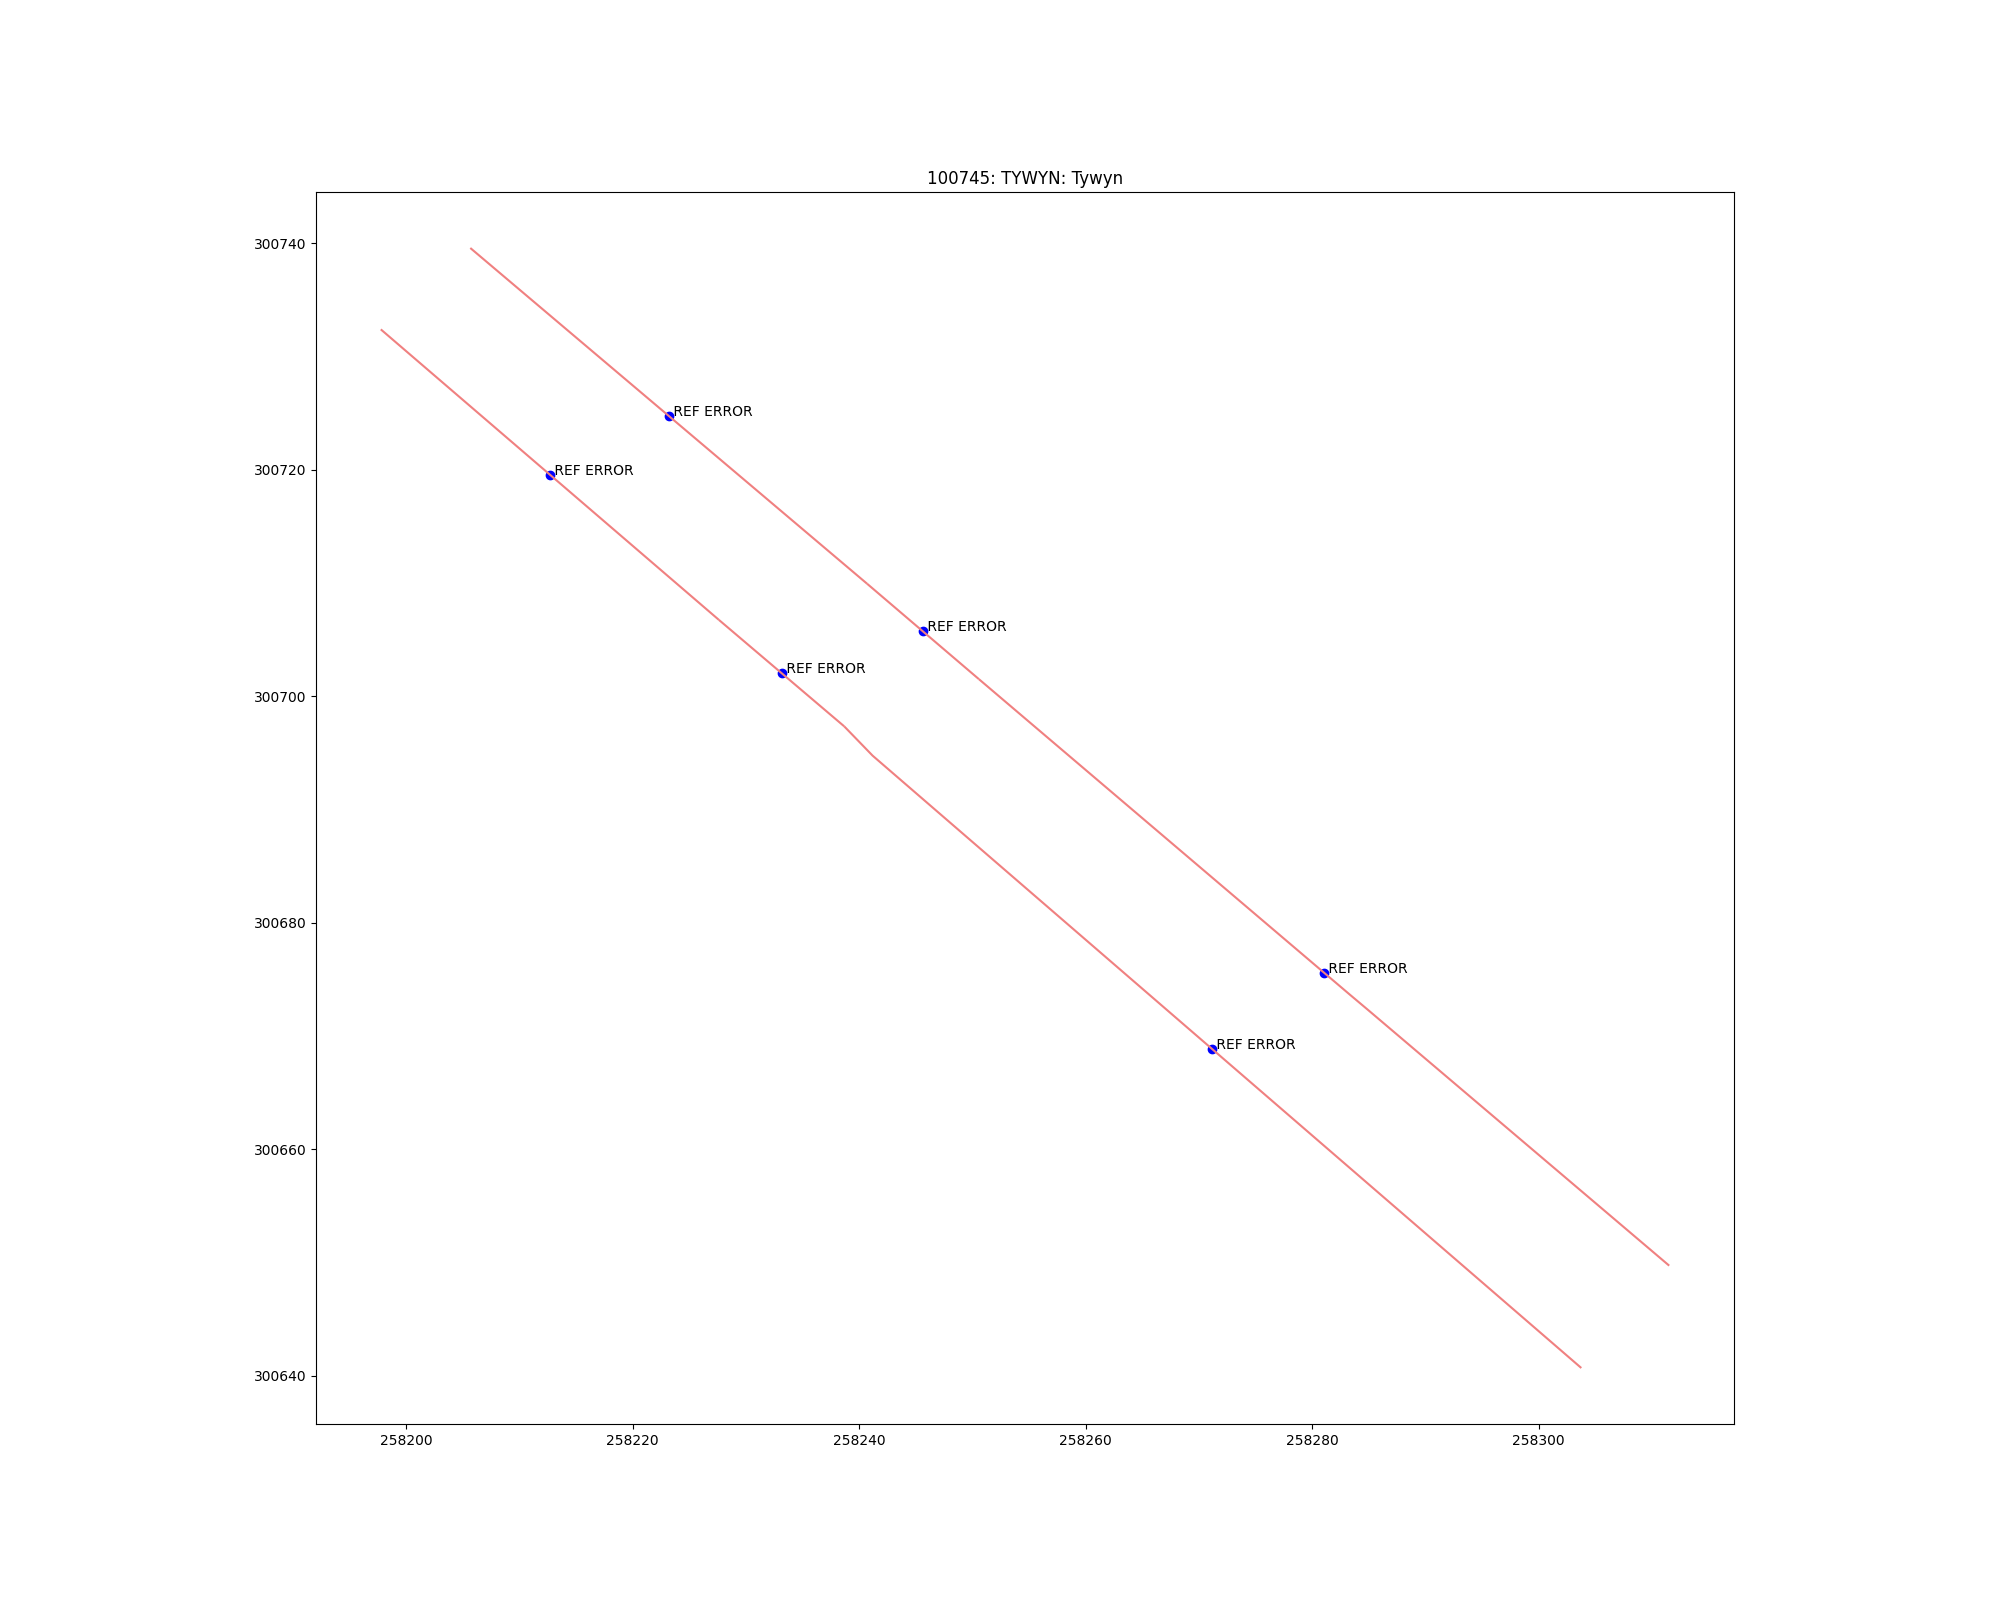 100745: TYWYN: Tywyn
300740
REF ERROR
300720
REF ERROR
REF ERROR
REF ERROR
300700
300680
REF ERROR
REF ERROR
300660
300640
258200 258220 258240 258260 258280 258300